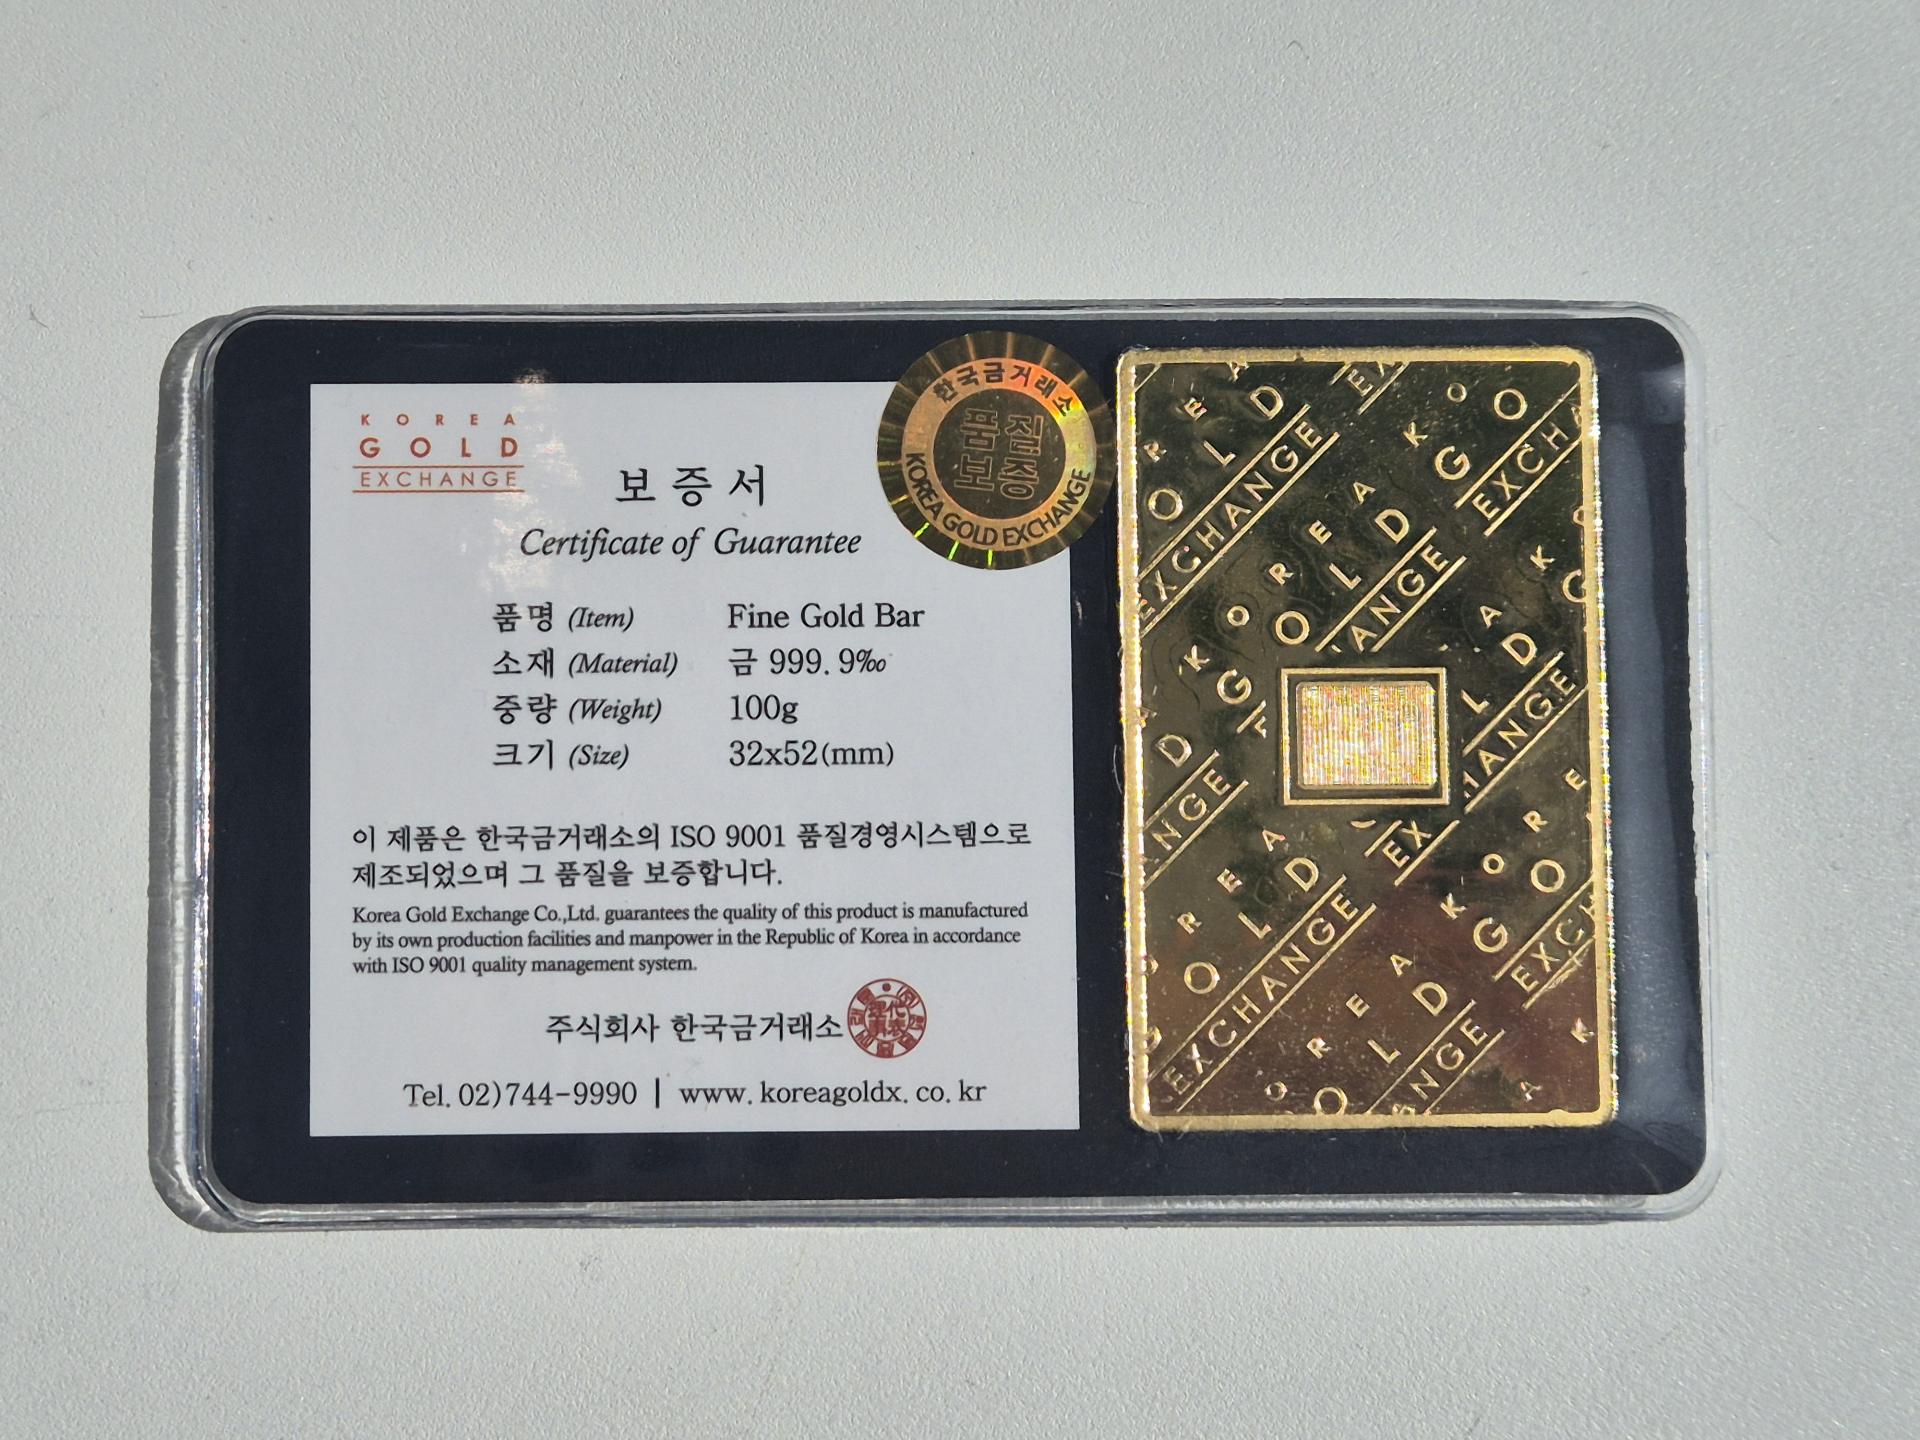 KOREA
GOLD
EXCHANGE
보증서
Certificate of Guarantee
한국금거래소
품질
보증
KOREA GOLD EXCHANGE
품명 (Item) Fine Gold Bar
소재 (Material) 금 999.9‰
중량 (Weight) 100g
크기 (Size) 32x52(mm)
이 제품은 한국금거래소의 ISO 9001 품질경영시스템으로
제조되었으며 그 품질을 보증합니다.
Korea Gold Exchange Co.,Ltd. guarantees the quality of this product is manufactured
by its own production facilities and manpower in the Republic of Korea in accordance
with ISO 9001 quality management system.
주식회사 한국금거래소
Tel. 02)744-9990 | www.koreagoldx.co.kr
KOREA
GOLD
EXCHANGE